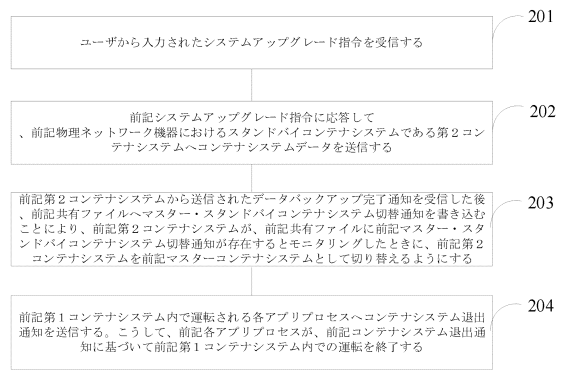 201
ユーザから入力されたシステムアップグレード指令を受信する
202
前記システムアップグレード指令に応答して
、前記物理ネットワーク機器におけるスタンドバイコンテナシステムである第2コン
テナシステムへコンテナシステムデータを送信する
203
前記第2コンテナシステムから送信されたデータバックアップ完了通知を受信した後
、前記共有ファイルへマスター・スタンドバイコンテナシステム切替通知を書き込む
ことにより、前記第2コンテナシステムが、前記共有ファイルに前記マスター・スタ
ンドバイコンテナシステム切替通知が存在するとモニタリングしたときに、前記第2
コンテナシステムを前記マスターコンテナシステムとして切り替えるようにする
204
前記第1コンテナシステム内で運転される各アプリプロセスへコンテナシステム退出
通知を送信する。こうして、前記各アプリプロセスが、前記コンテナシステム退出通
知に基づいて前記第1コンテナシステム内での運転を終了する